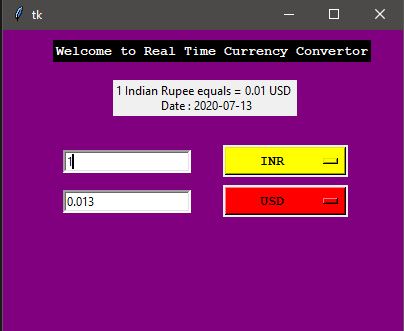 tk
Welcome to Real Time Currency Convertor
1 Indian Rupee equals = 0.01 USD
Date : 2020-07-13
1
INR
0.013
USD